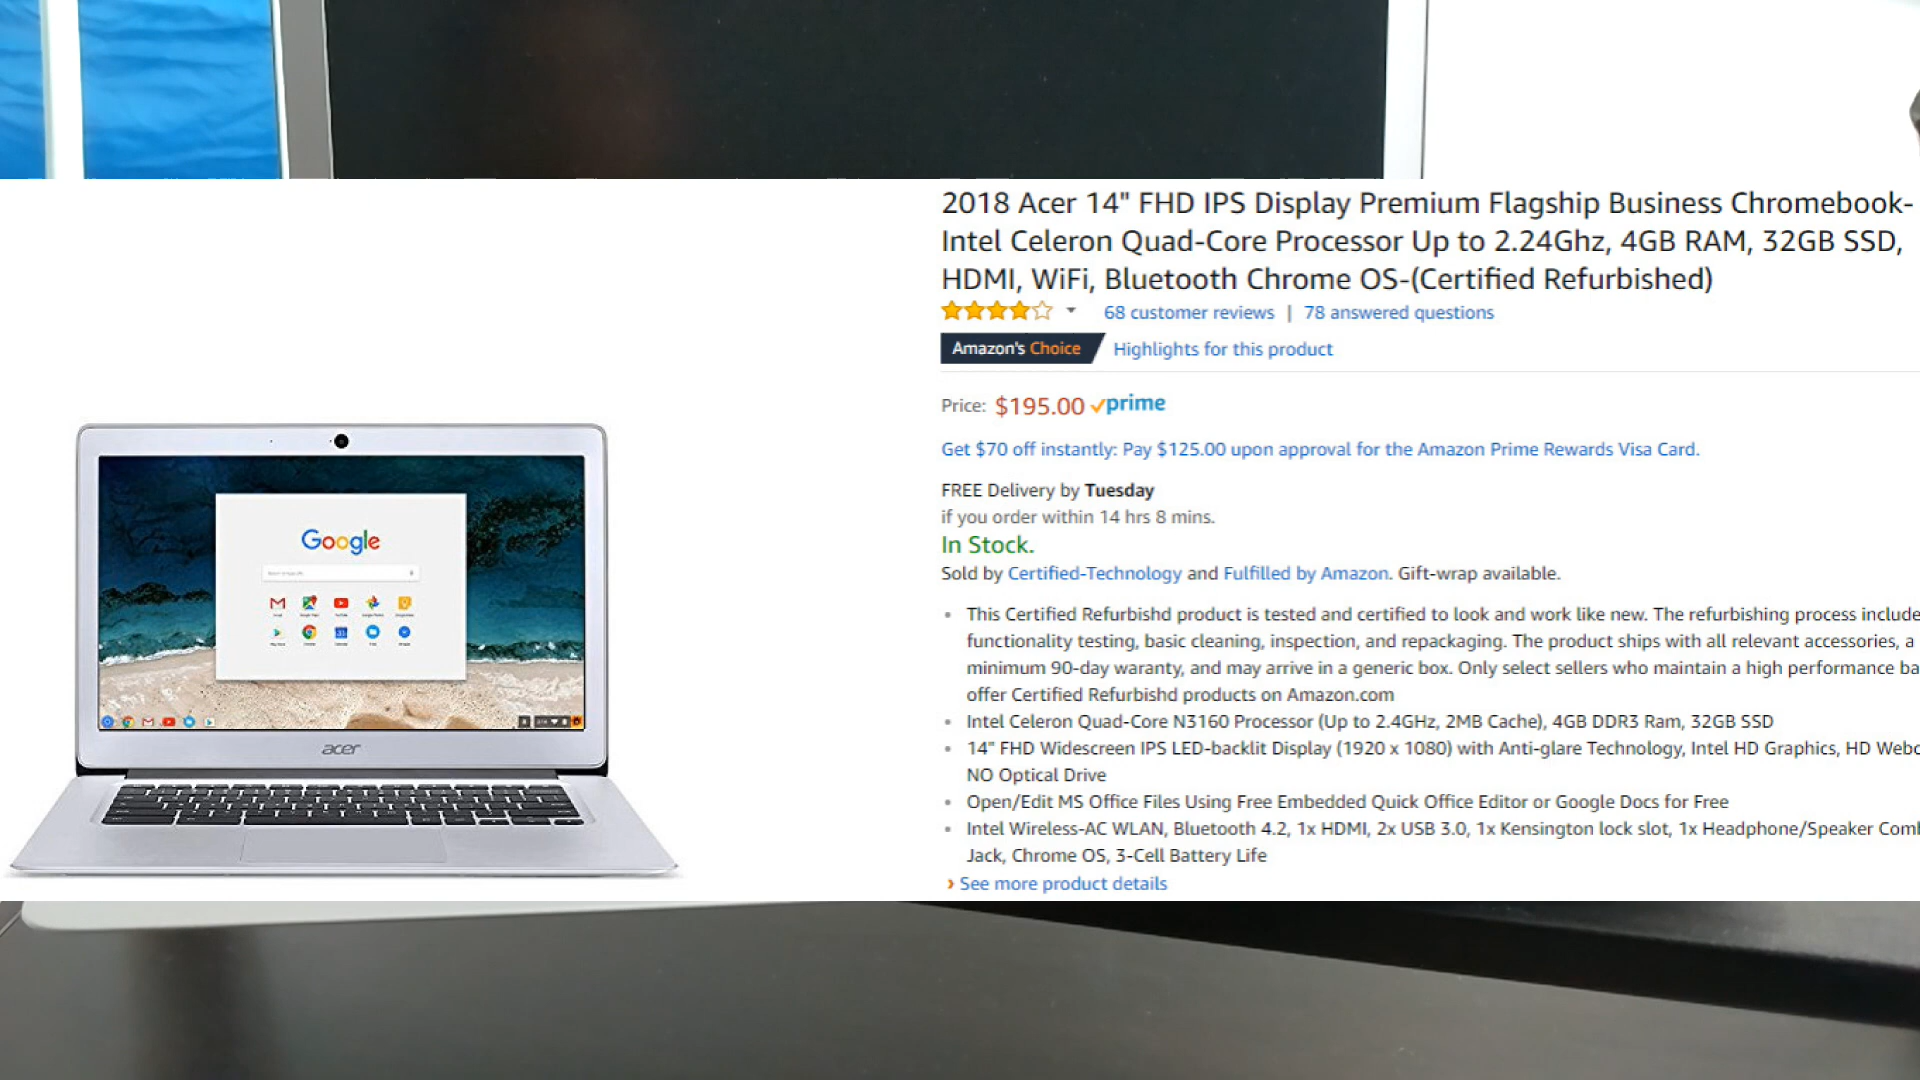 2018 Acer 14" FHD IPS Display Premium Flagship Business Chromebook-
Intel Celeron Quad-Core Processor Up to 2.24Ghz, 4GB RAM, 32GB SSD,
HDMI, WiFi, Bluetooth Chrome OS-(Certified Refurbished)
68 customer reviews | 78 answered questions
Amazon's Choice Highlights for this product
Price: $195.00 prime
Get $70 off instantly: Pay $125.00 upon approval for the Amazon Prime Rewards Visa Card.
FREE Delivery by Tuesday
if you order within 14 hrs 8 mins.
In Stock.
Sold by Certified-Technology and Fulfilled by Amazon. Gift-wrap available.
This Certified Refurbishd product is tested and certified to look and work like new. The refurbishing process include
functionality testing, basic cleaning, inspection, and repackaging. The product ships with all relevant accessories, a
minimum 90-day waranty, and may arrive in a generic box. Only select sellers who maintain a high performance ba
offer Certified Refurbishd products on Amazon.com
Intel Celeron Quad-Core N3160 Processor (Up to 2.4GHz, 2MB Cache), 4GB DDR3 Ram, 32GB SSD
14" FHD Widescreen IPS LED-backlit Display (1920 x 1080) with Anti-glare Technology, Intel HD Graphics, HD Webc
NO Optical Drive
Open/Edit MS Office Files Using Free Embedded Quick Office Editor or Google Docs for Free
Intel Wireless-AC WLAN, Bluetooth 4.2, 1x HDMI, 2x USB 3.0, 1x Kensington lock slot, 1x Headphone/Speaker Com
Jack, Chrome OS, 3-Cell Battery Life
› See more product details
Google
acer